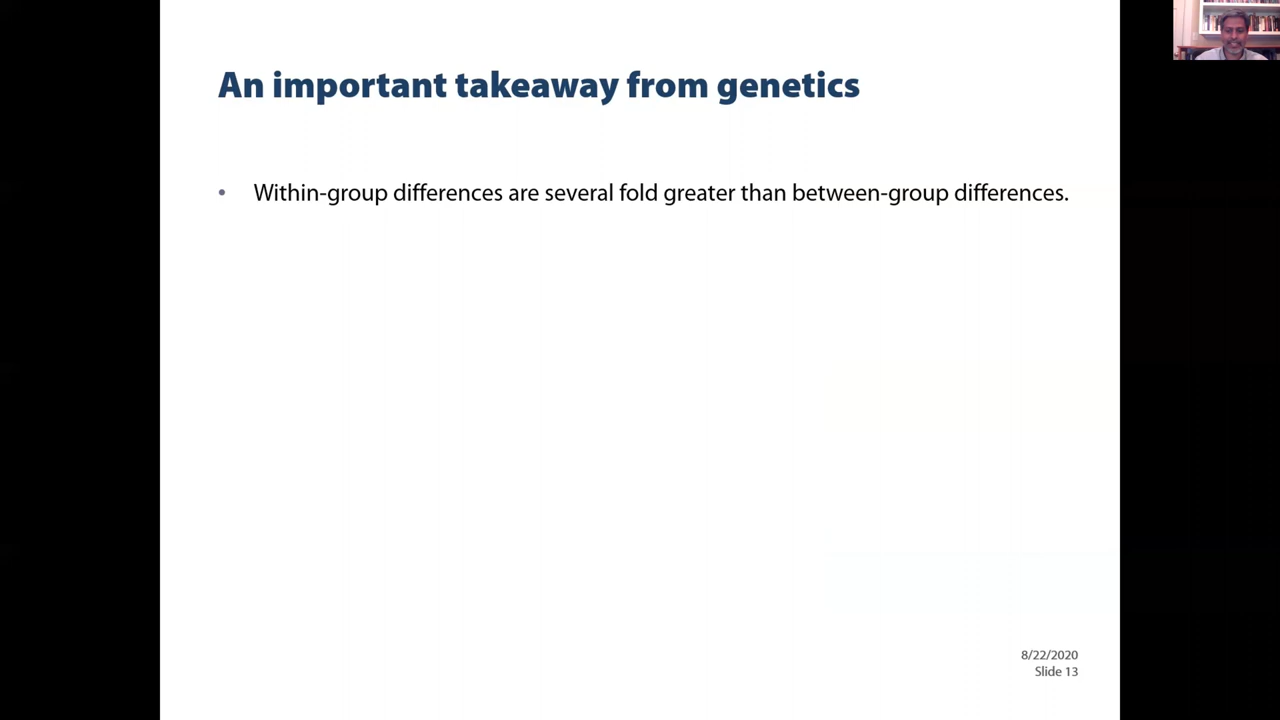 An important takeaway from genetics
• Within-group differences are several fold greater than between-group differences.
8/22/2020
Slide 13